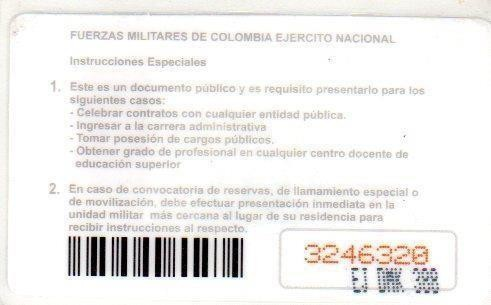 FUERZAS MILITARES DE COLOMBIA EJERCITO NACIONAL
Instrucciones Especiales
1. Este es un documento público y es requisito presentarlo para los
siguientes casos:
- Celebrar contratos con cualquier entidad pública.
- Ingresar a la carrera administrativa
- Tomar posesión de cargos públicos.
- Obtener grado de profesional en cualquier centro docente de
educación superior
2. En caso de convocatoria de reservas, de llamamiento especial o
de movilización, debe efectuar presentación inmediata en la
unidad militar más cercana al lugar de su residencia para
recibir instrucciones al respecto.
3246320